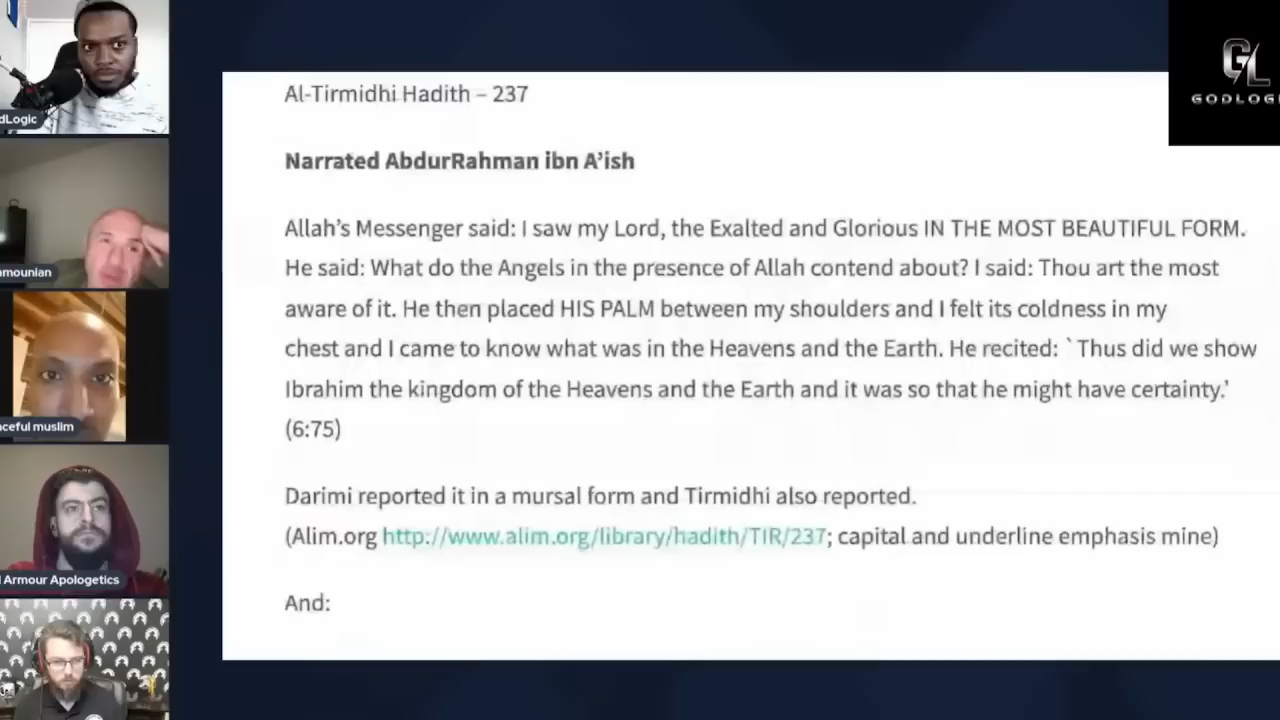 dLogic
amounian
aceful muslim
l Armour Apologetics
GL
GODLOGI
Al-Tirmidhi Hadith – 237
Narrated AbdurRahman ibn A’ish
Allah’s Messenger said: I saw my Lord, the Exalted and Glorious IN THE MOST BEAUTIFUL FORM.
He said: What do the Angels in the presence of Allah contend about? I said: Thou art the most
aware of it. He then placed HIS PALM between my shoulders and I felt its coldness in my
chest and I came to know what was in the Heavens and the Earth. He recited: `Thus did we show
Ibrahim the kingdom of the Heavens and the Earth and it was so that he might have certainty.’
(6:75)
Darimi reported it in a mursal form and Tirmidhi also reported.
(Alim.org http://www.alim.org/library/hadith/TIR/237; capital and underline emphasis mine)
And: